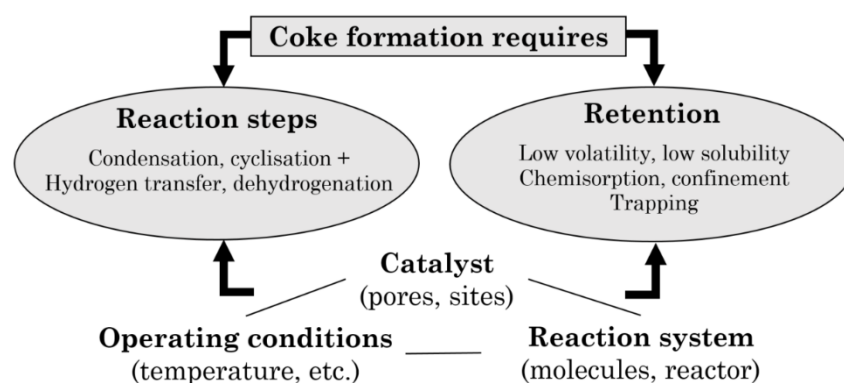 Coke formation requires
Reaction steps
Condensation, cyclisation +
Hydrogen transfer, dehydrogenation
Retention
Low volatility, low solubility
Chemisorption, confinement
Trapping
Catalyst
(pores, sites)
Operating conditions
(temperature, etc.)
Reaction system
(molecules, reactor)